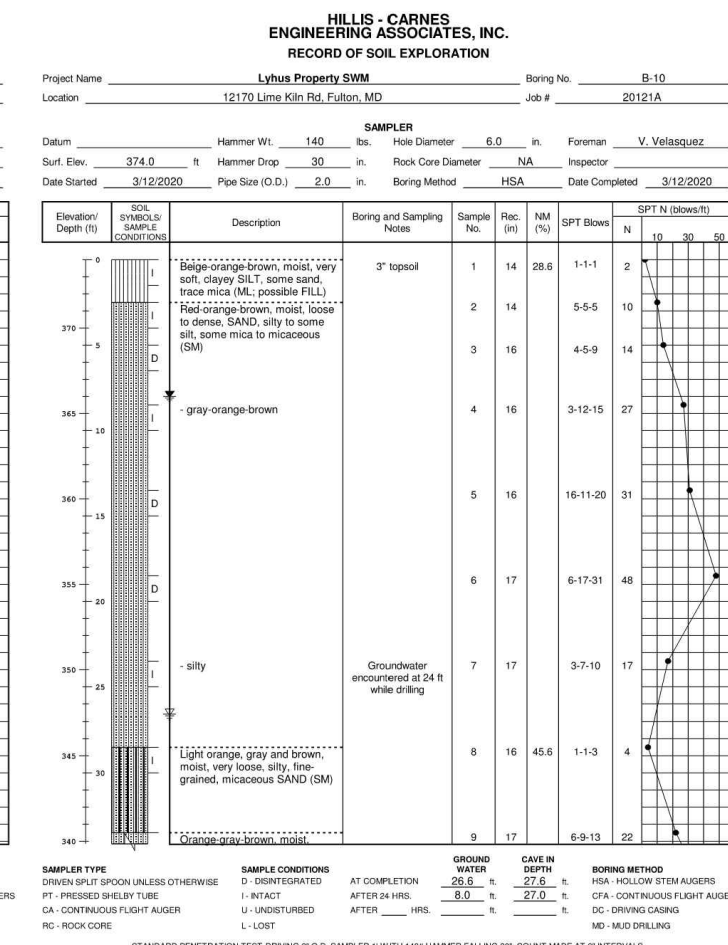 HILLIS - CARNES
ENGINEERING ASSOCIATES, INC.
RECORD OF SOIL EXPLORATION
Project Name Lyhus Property SWM Boring No. B-10
Location 12170 Lime Kiln Rd, Fulton, MD Job # 20121A
SAMPLER
Datum Hammer Wt. 140 lbs. Hole Diameter 6.0 in. Foreman V. Velasquez
Surf. Elev. 374.0 ft Hammer Drop 30 in. Rock Core Diameter NA Inspector
Date Started 3/12/2020 Pipe Size (O.D.) 2.0 in. Boring Method HSA Date Completed 3/12/2020
Elevation/ Depth (ft) SOIL SYMBOLS/ SAMPLE CONDITIONS Description Boring and Sampling Notes Sample No. Rec. (in) NM (%) SPT Blows SPT N (blows/ft) N 10 30 50
0 I Beige-orange-brown, moist, very 3" topsoil 1 14 28.6 1-1-1 2
soft, clayey SILT, some sand,
trace mica (ML; possible FILL)
I Red-orange-brown, moist, loose 2 14 5-5-5 10
to dense, SAND, silty to some
370 silt, some mica to micaceous
5 (SM) 3 16 4-5-9 14
D
365 I - gray-orange-brown 4 16 3-12-15 27
10
360 D 5 16 16-11-20 31
15
355 D 6 17 6-17-31 48
20
350 I - silty Groundwater 7 17 3-7-10 17
encountered at 24 ft
25 while drilling
345 I Light orange, gray and brown, 8 16 45.6 1-1-3 4
moist, very loose, silty, fine-
30 grained, micaceous SAND (SM)
340 Orange-gray-brown, moist, 9 17 6-9-13 22
GROUND WATER CAVE IN DEPTH
SAMPLER TYPE SAMPLE CONDITIONS BORING METHOD
DRIVEN SPLIT SPOON UNLESS OTHERWISE D - DISINTEGRATED AT COMPLETION 26.6 ft. 27.6 ft. HSA - HOLLOW STEM AUGERS
ERS PT - PRESSED SHELBY TUBE I - INTACT AFTER 24 HRS. 8.0 ft. 27.0 ft. CFA - CONTINUOUS FLIGHT AUGE
CA - CONTINUOUS FLIGHT AUGER U - UNDISTURBED AFTER HRS. ft. ft. DC - DRIVING CASING
RC - ROCK CORE L - LOST MD - MUD DRILLING